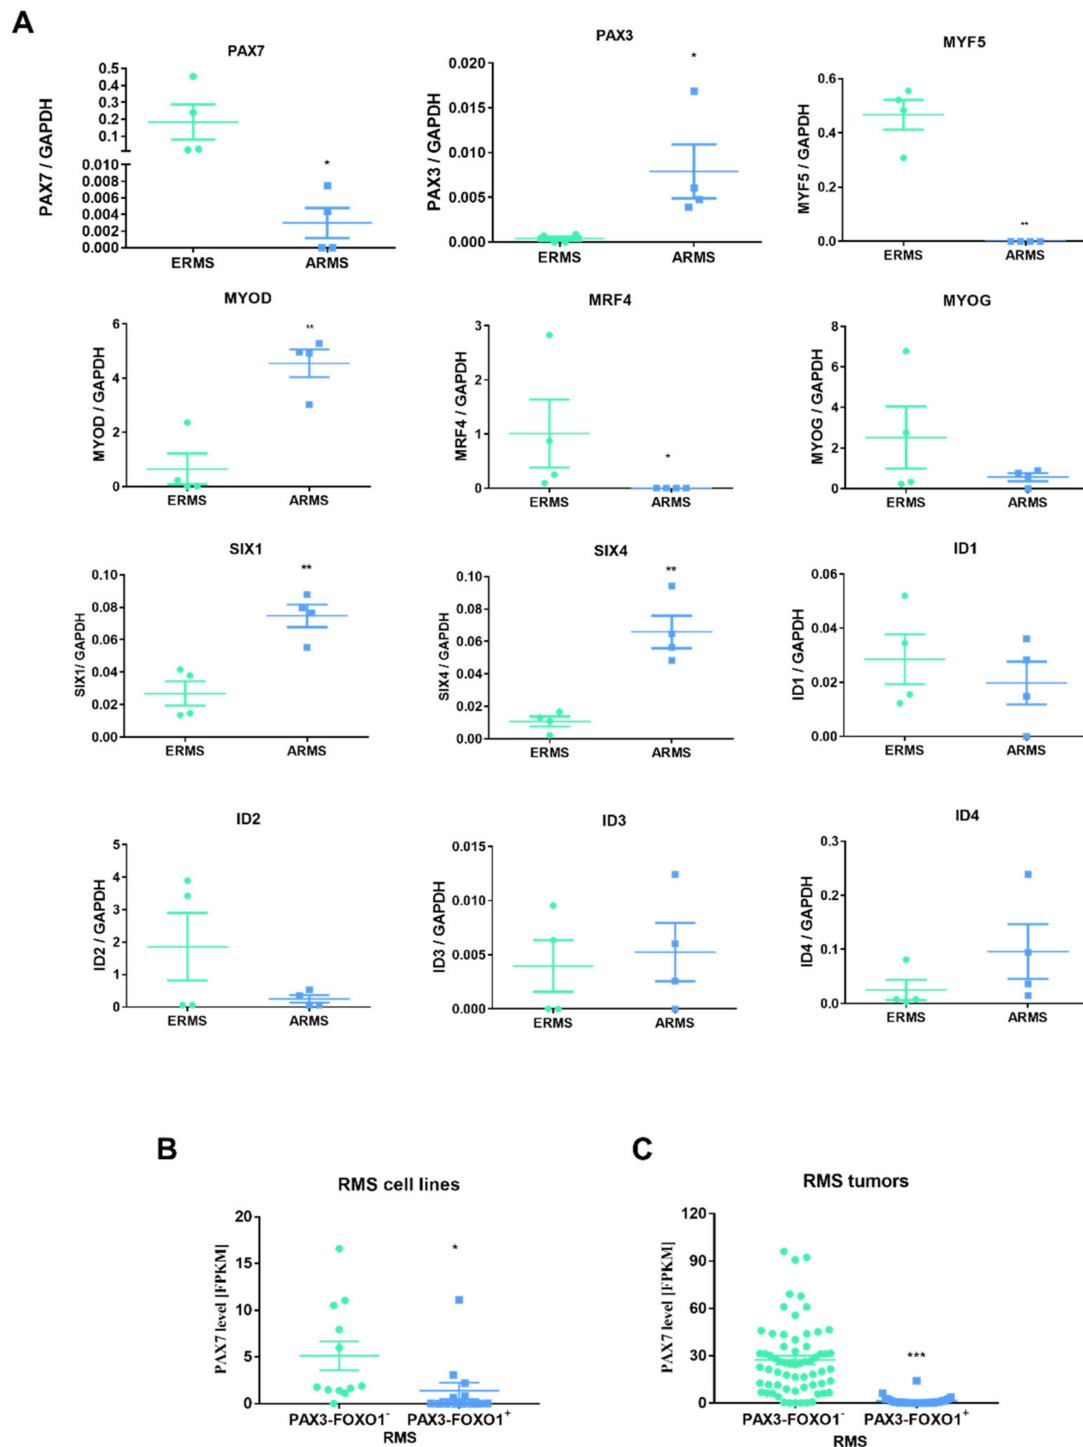 A
PAX7
PAX7 / GAPDH
0.5
0.4
0.3
0.2
0.1
0.010
0.008
0.006
0.004
0.002
0.000
*
ERMS ARMS
PAX3
PAX3 / GAPDH
0.020
0.015
0.010
0.005
0.000
*
ERMS ARMS
MYF5
MYF5 / GAPDH
0.6
0.4
0.2
0.0
**
ERMS ARMS
MYOD
MYOD / GAPDH
6
4
2
0
**
ERMS ARMS
MRF4
MRF4 / GAPDH
3
2
1
0
*
ERMS ARMS
MYOG
MYOG / GAPDH
8
6
4
2
0
ERMS ARMS
SIX1
SIX1/ GAPDH
0.10
0.08
0.06
0.04
0.02
0.00
**
ERMS ARMS
SIX4
SIX4 / GAPDH
0.10
0.08
0.06
0.04
0.02
0.00
**
ERMS ARMS
ID1
ID1 / GAPDH
0.06
0.04
0.02
0.00
ERMS ARMS
ID2
ID2 / GAPDH
5
4
3
2
1
0
ERMS ARMS
ID3
ID3 / GAPDH
0.015
0.010
0.005
0.000
ERMS ARMS
ID4
ID4 / GAPDH
0.3
0.2
0.1
0.0
ERMS ARMS
B
RMS cell lines
PAX7 level [FPKM]
20
15
10
5
0
*
PAX3-FOXO1⁻ PAX3-FOXO1⁺
RMS
C
RMS tumors
PAX7 level [FPKM]
120
90
60
30
0
***
PAX3-FOXO1⁻ PAX3-FOXO1⁺
RMS